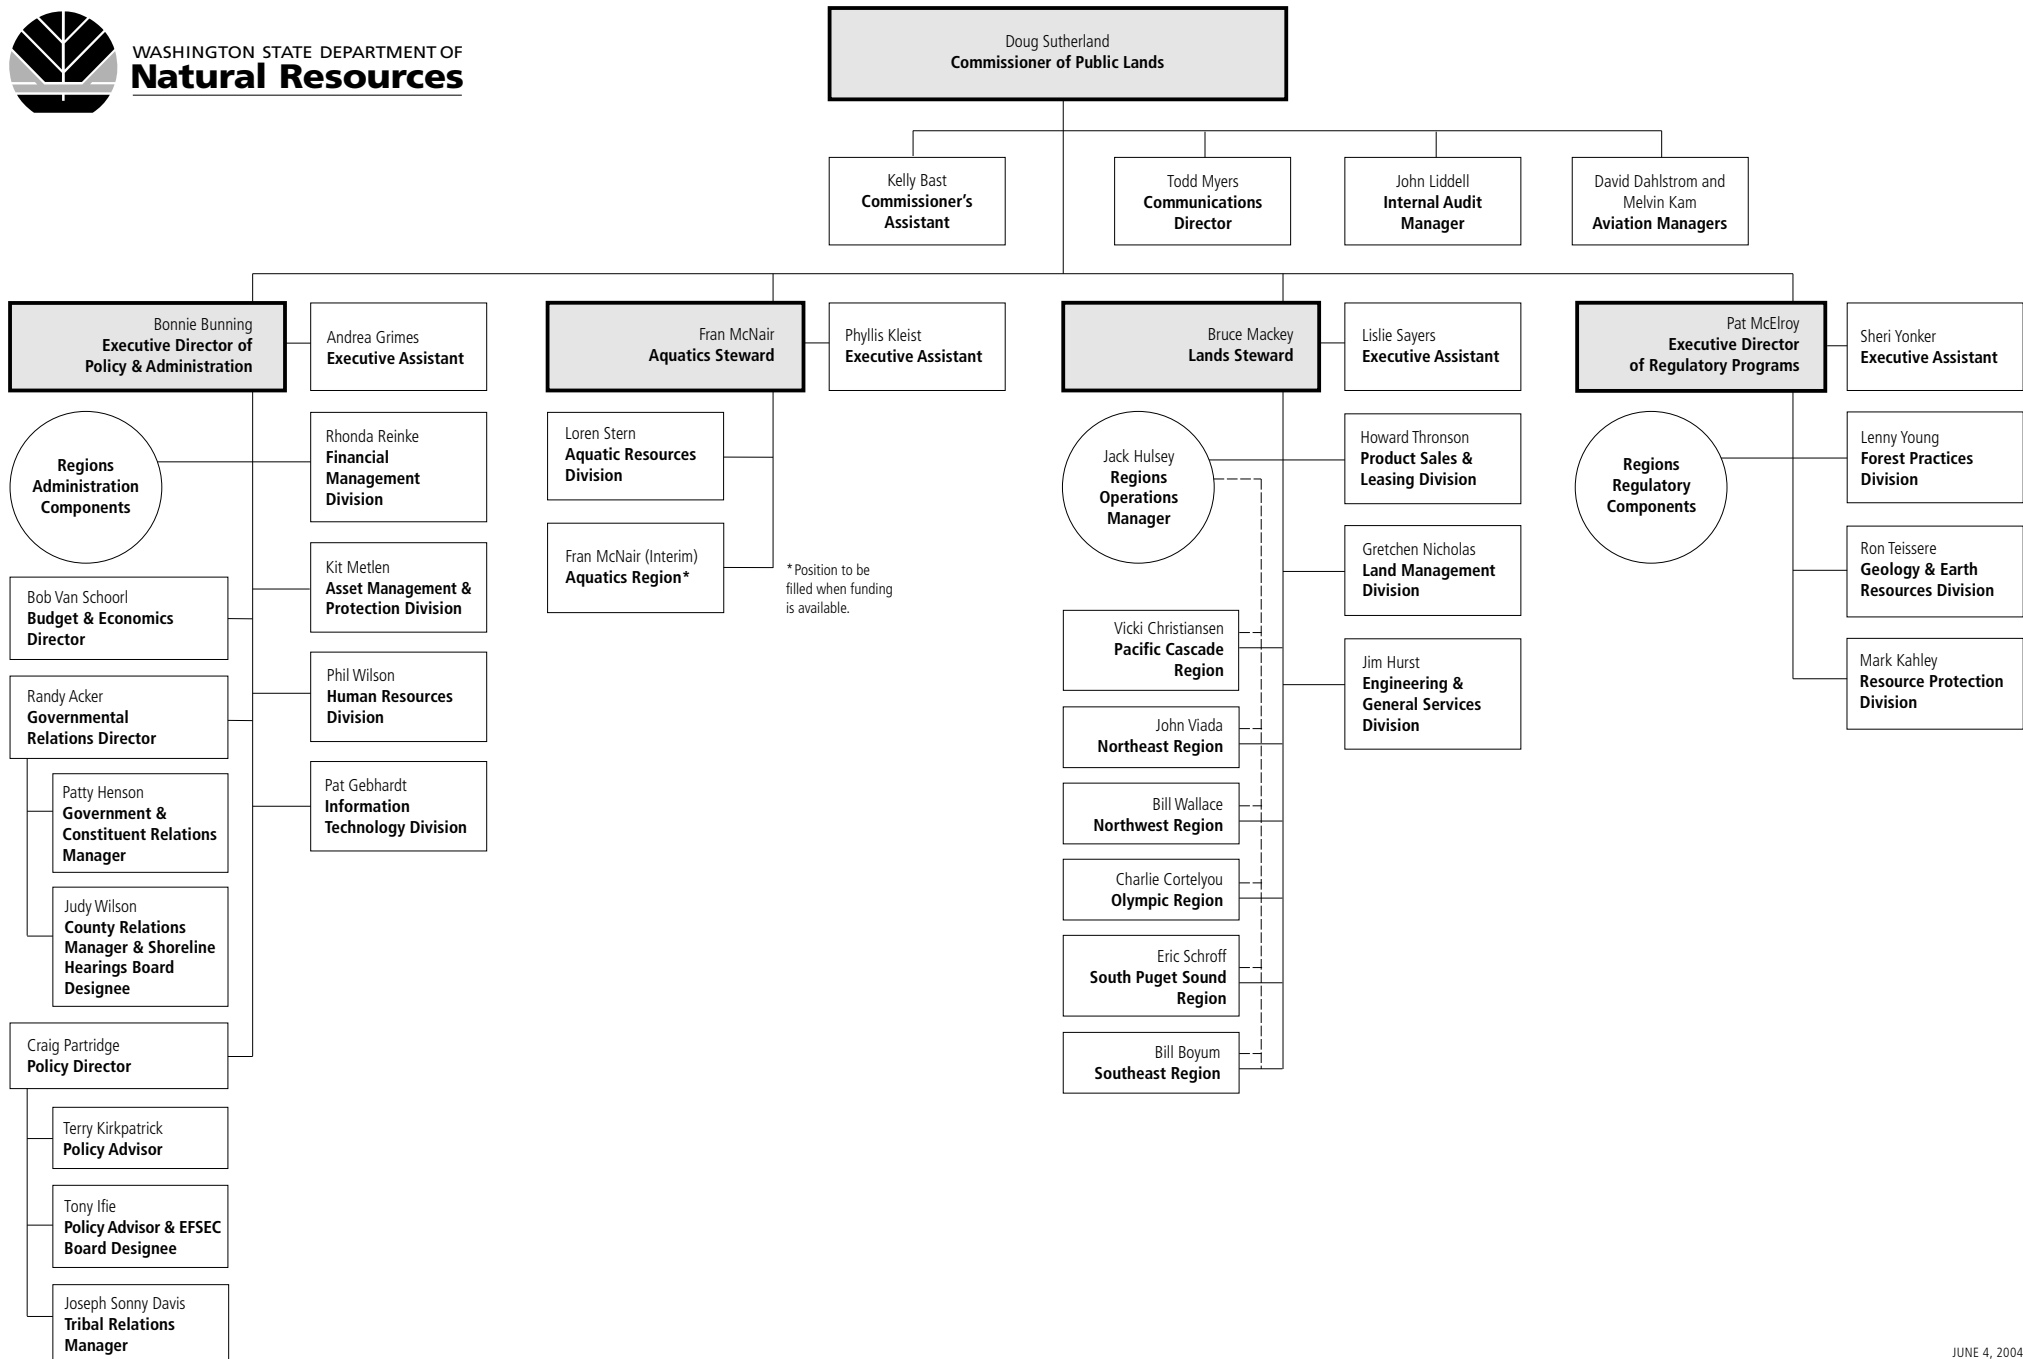 WASHINGTON STATE DEPARTMENT OF
Natural Resources
Doug Sutherland
Commissioner of Public Lands
Kelly Bast
Commissioner's
Assistant
Todd Myers
Communications
Director
John Liddell
Internal Audit
Manager
David Dahlstrom and
Melvin Kam
Aviation Managers
Bonnie Bunning
Executive Director of
Policy & Administration
Andrea Grimes
Executive Assistant
Fran McNair
Aquatics Steward
Phyllis Kleist
Executive Assistant
Bruce Mackey
Lands Steward
Lislie Sayers
Executive Assistant
Pat McElroy
Executive Director
of Regulatory Programs
Sheri Yonker
Executive Assistant
Regions
Administration
Components
Rhonda Reinke
Financial
Management
Division
Kit Metlen
Asset Management &
Protection Division
Bob Van Schoorl
Budget & Economics
Director
Phil Wilson
Human Resources
Division
Randy Acker
Governmental
Relations Director
Pat Gebhardt
Information
Technology Division
Patty Henson
Government &
Constituent Relations
Manager
Judy Wilson
County Relations
Manager & Shoreline
Hearings Board
Designee
Craig Partridge
Policy Director
Terry Kirkpatrick
Policy Advisor
Tony Ifie
Policy Advisor & EFSEC
Board Designee
Joseph Sonny Davis
Tribal Relations
Manager
Loren Stern
Aquatic Resources
Division
Fran McNair (Interim)
Aquatics Region*
*Position to be
filled when funding
is available.
Jack Hulsey
Regions
Operations
Manager
Howard Thronson
Product Sales &
Leasing Division
Gretchen Nicholas
Land Management
Division
Jim Hurst
Engineering &
General Services
Division
Vicki Christiansen
Pacific Cascade
Region
John Viada
Northeast Region
Bill Wallace
Northwest Region
Charlie Cortelyou
Olympic Region
Eric Schroff
South Puget Sound
Region
Bill Boyum
Southeast Region
Regions
Regulatory
Components
Lenny Young
Forest Practices
Division
Ron Teissere
Geology & Earth
Resources Division
Mark Kahley
Resource Protection
Division
JUNE 4, 2004